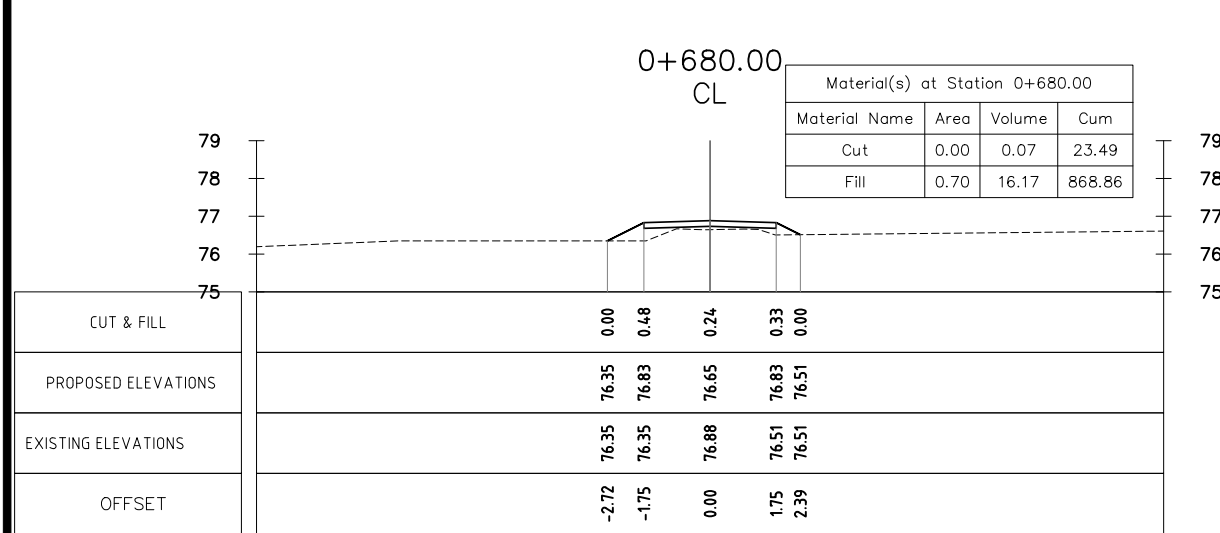 0+680.00
CL
Material(s) at Station 0+680.00
Material Name Area Volume Cum
Cut 0.00 0.07 23.49
Fill 0.70 16.17 868.86
79 79
78 78
77 77
76 76
75 75
CUT & FILL 0.00 0.48 0.24 0.33 0.00
PROPOSED ELEVATIONS 76.35 76.83 76.65 76.83 76.51
EXISTING ELEVATIONS 76.35 76.35 76.88 76.51 76.51
OFFSET -2.72 -1.75 0.00 1.75 2.39